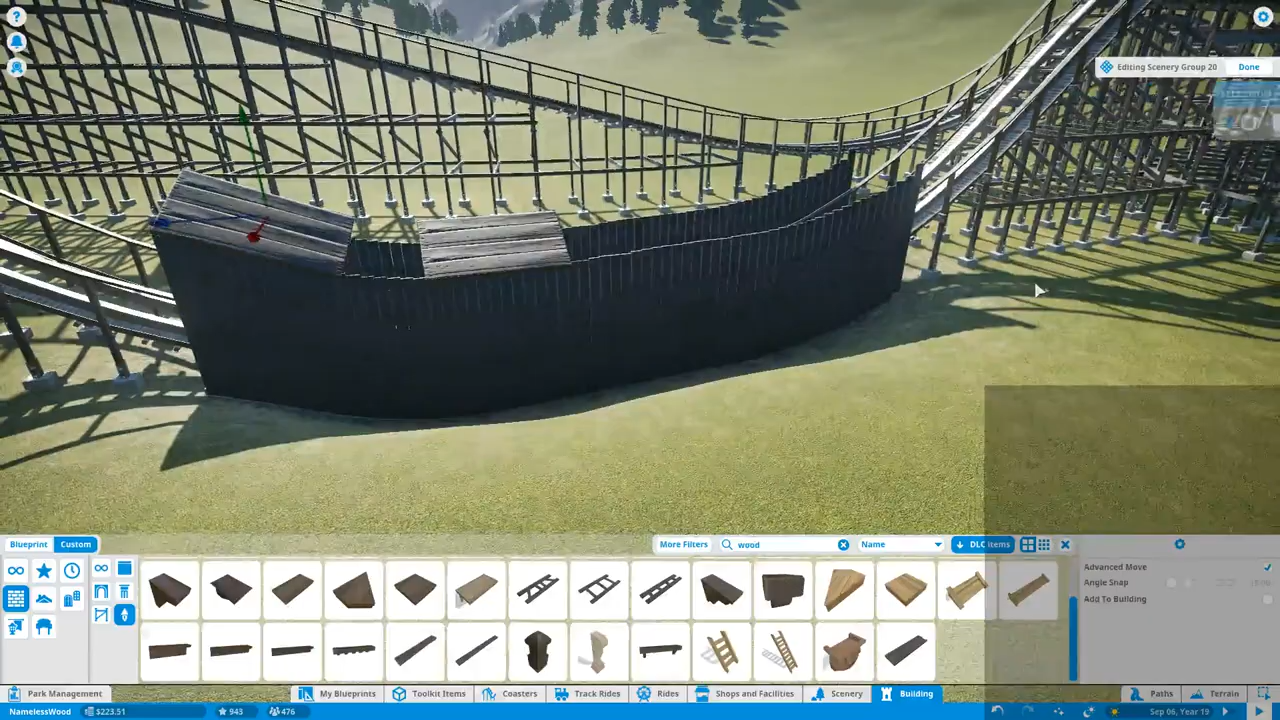 ?
Editing Scenery Group 20 Done
Blueprint Custom More Filters wood Name DLC Items
Advanced Move
Angle Snap
Add To Building
Park Management My Blueprints Toolkit Items Coasters Track Rides Rides Shops and Facilities Scenery Building Paths Terrain
NamelessWood $223.51 943 476 Sep 06, Year 19